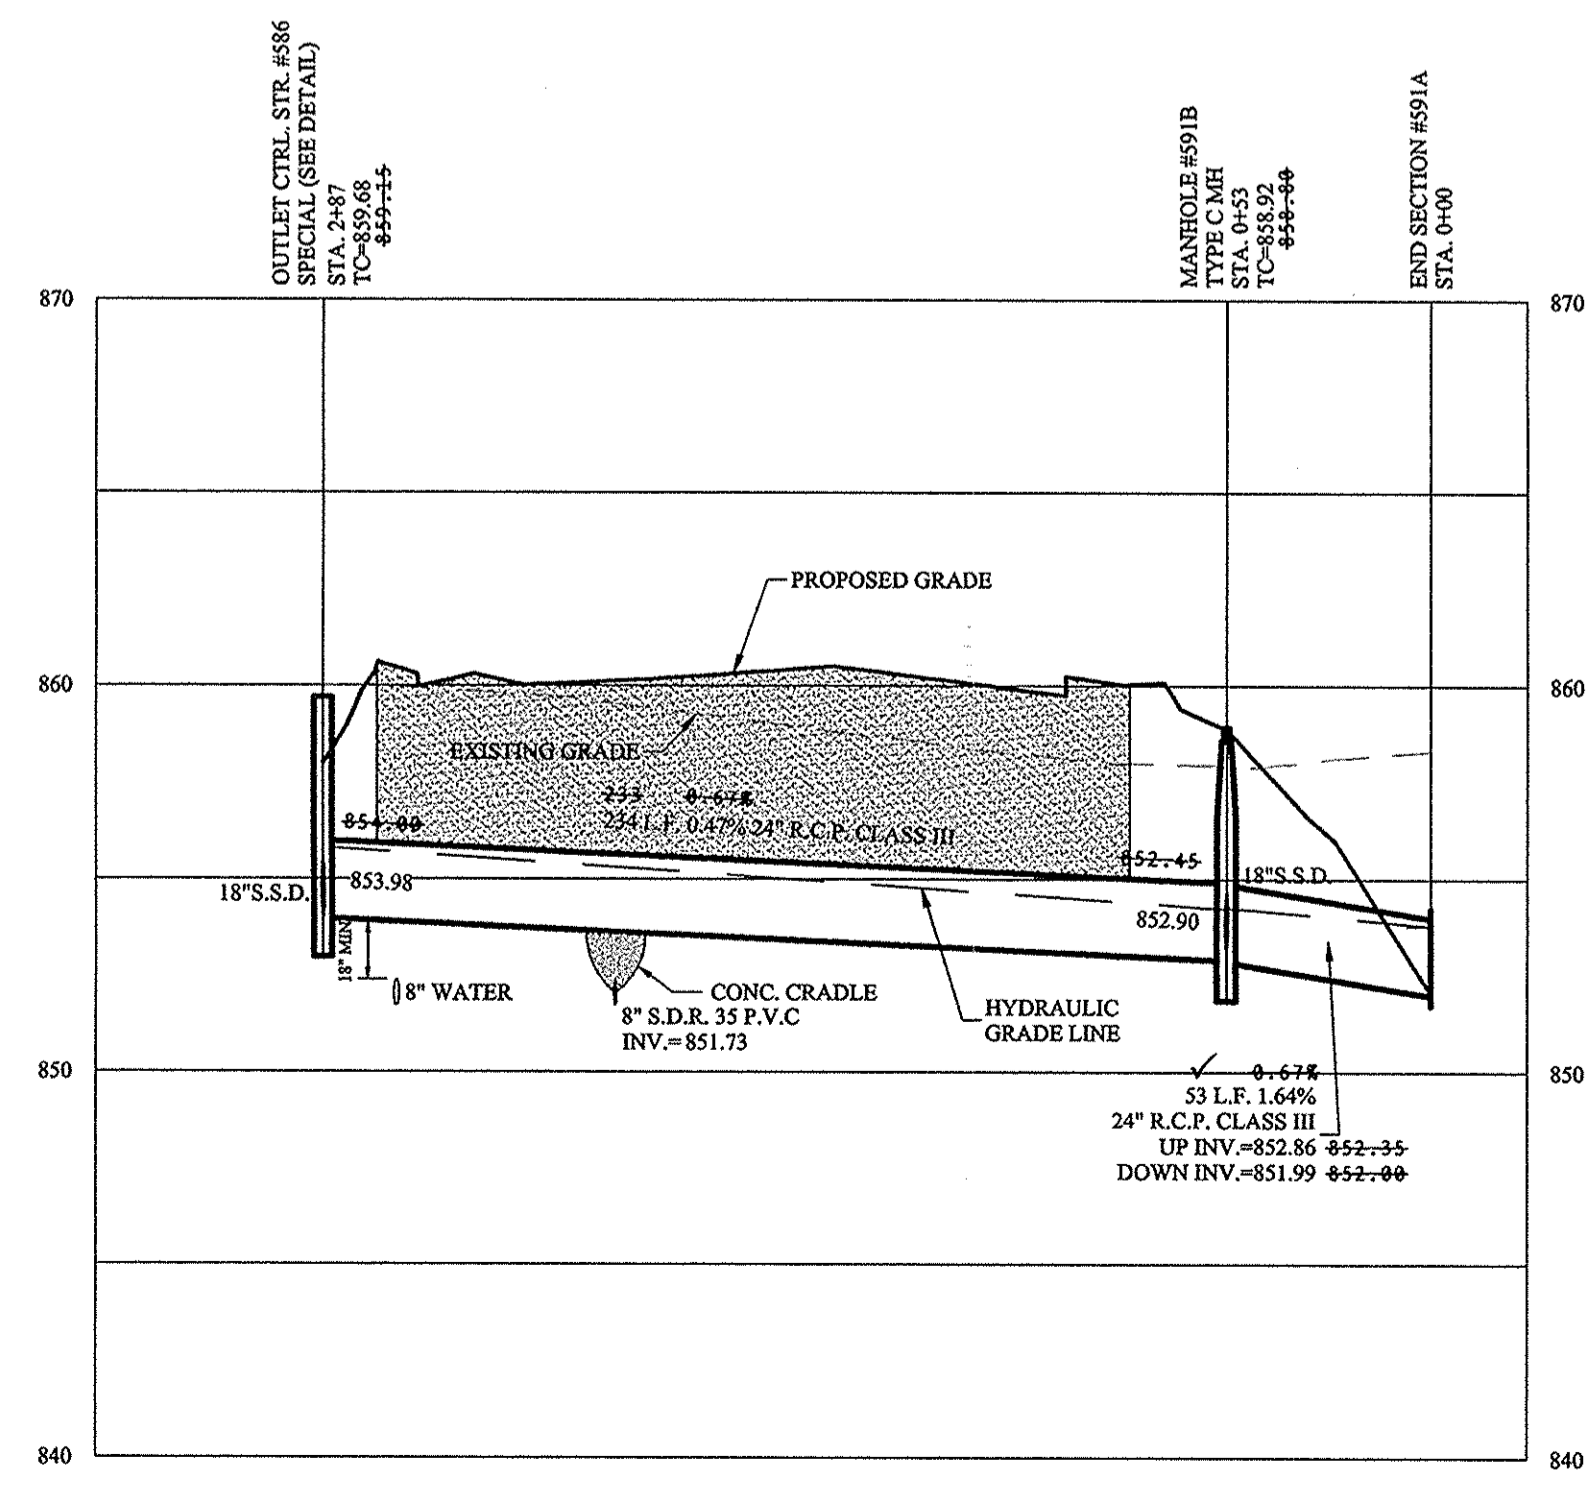 OUTLET CTRL. STR. #586
SPECIAL (SEE DETAIL)
STA. 2+87
TC=859.68
859.15
MANHOLE #591B
TYPE C MH
STA. 0+53
TC=858.92
858.80
END SECTION #591A
STA. 0+00
870
870
PROPOSED GRADE
860
860
EXISTING GRADE
233 0.67%
234 L.F. 0.47% 24" R.C.P. CLASS III
854.00
852.45
18"S.S.D.
853.98
18"S.S.D.
852.90
18" MIN
8" WATER
CONC. CRADLE
8" S.D.R. 35 P.V.C
INV.=851.73
HYDRAULIC
GRADE LINE
850
850
✓ 0.67%
53 L.F. 1.64%
24" R.C.P. CLASS III
UP INV.=852.86 852.35
DOWN INV.=851.99 852.00
840
840